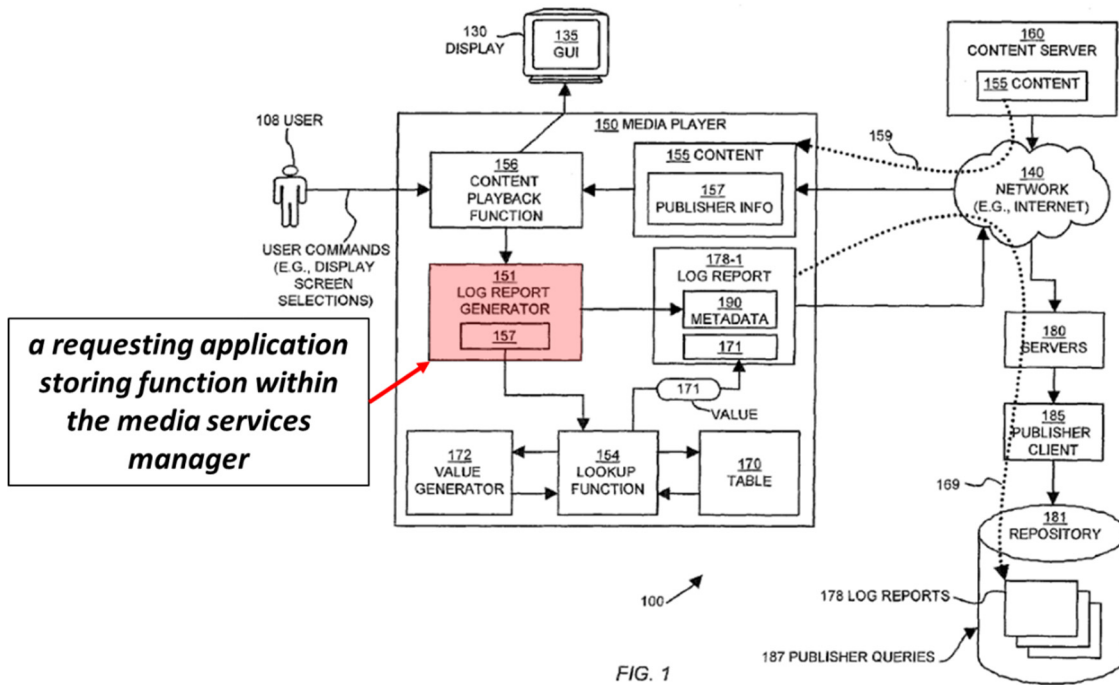 130
DISPLAY
135
GUI
160
CONTENT SERVER
155 CONTENT
108 USER
150 MEDIA PLAYER
159
156
CONTENT
PLAYBACK
FUNCTION
155 CONTENT
157
PUBLISHER INFO
140
NETWORK
(E.G., INTERNET)
USER COMMANDS
(E.G., DISPLAY
SCREEN
SELECTIONS)
151
LOG REPORT
GENERATOR
157
178-1
LOG REPORT
190
METADATA
171
180
SERVERS
a requesting application
storing function within
the media services
manager
171
VALUE
185
PUBLISHER
CLIENT
172
VALUE
GENERATOR
154
LOOKUP
FUNCTION
170
TABLE
169
181
REPOSITORY
100
178 LOG REPORTS
187 PUBLISHER QUERIES
FIG. 1